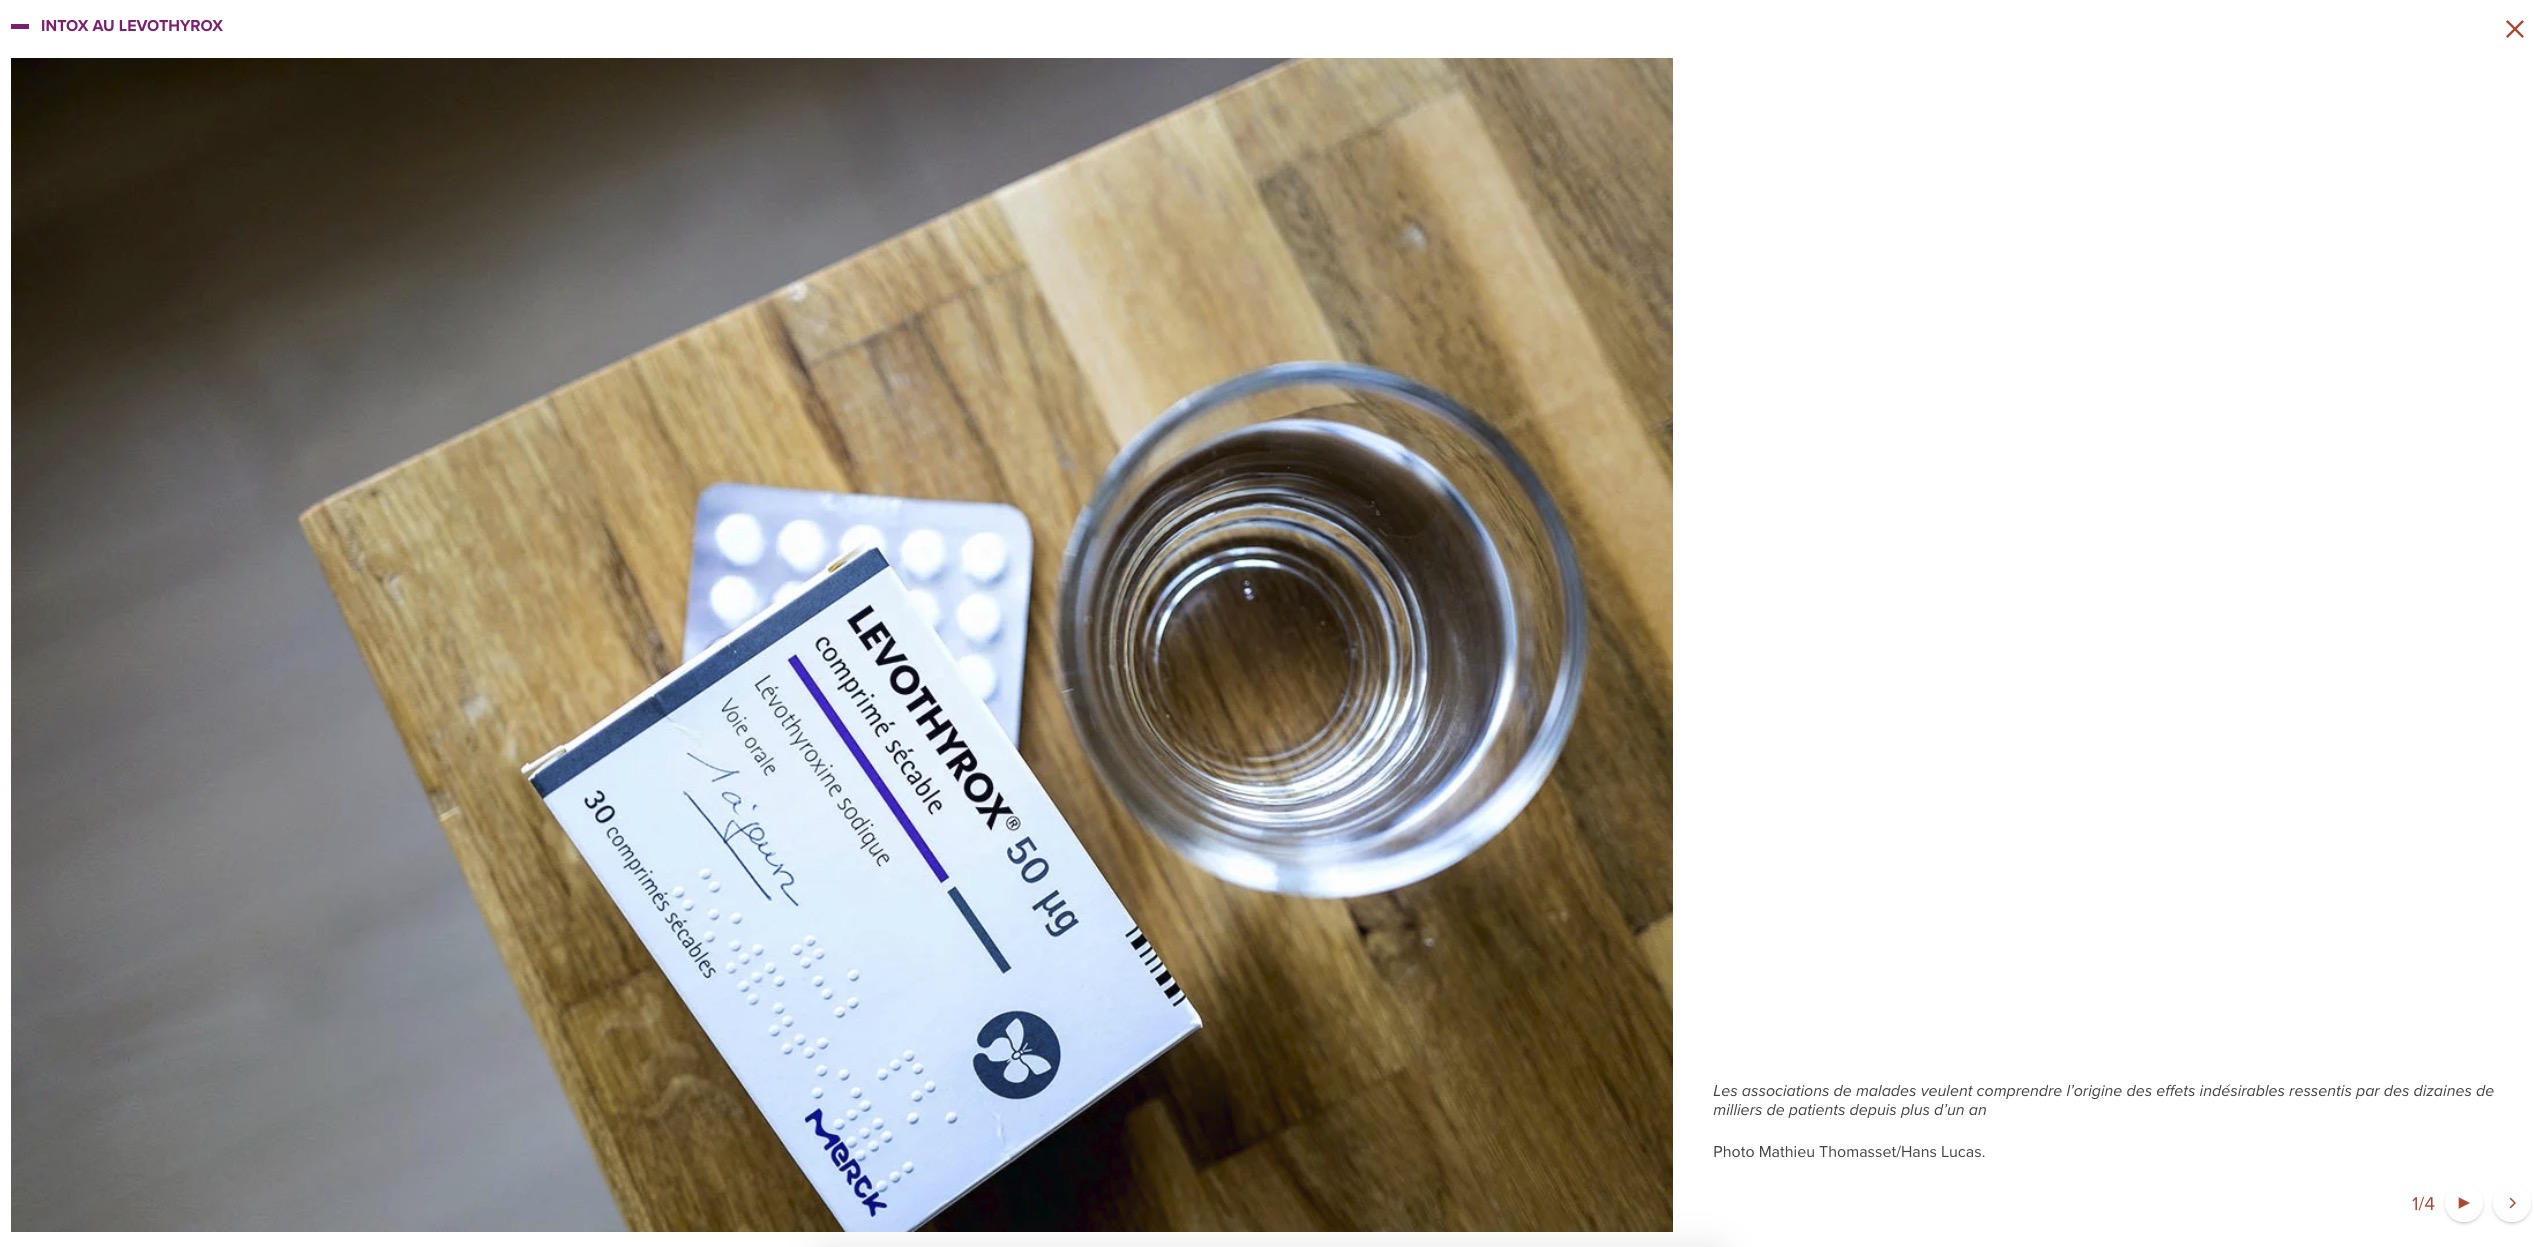 INTOX AU LEVOTHYROX
LEVOTHYROX® 50 µg
comprimé sécable
Lévothyroxine sodique
Voie orale
1 à jeun
30 comprimés sécables
MERCK
Les associations de malades veulent comprendre l’origine des effets indésirables ressentis par des dizaines de
milliers de patients depuis plus d’un an
Photo Mathieu Thomasset/Hans Lucas.
1/4